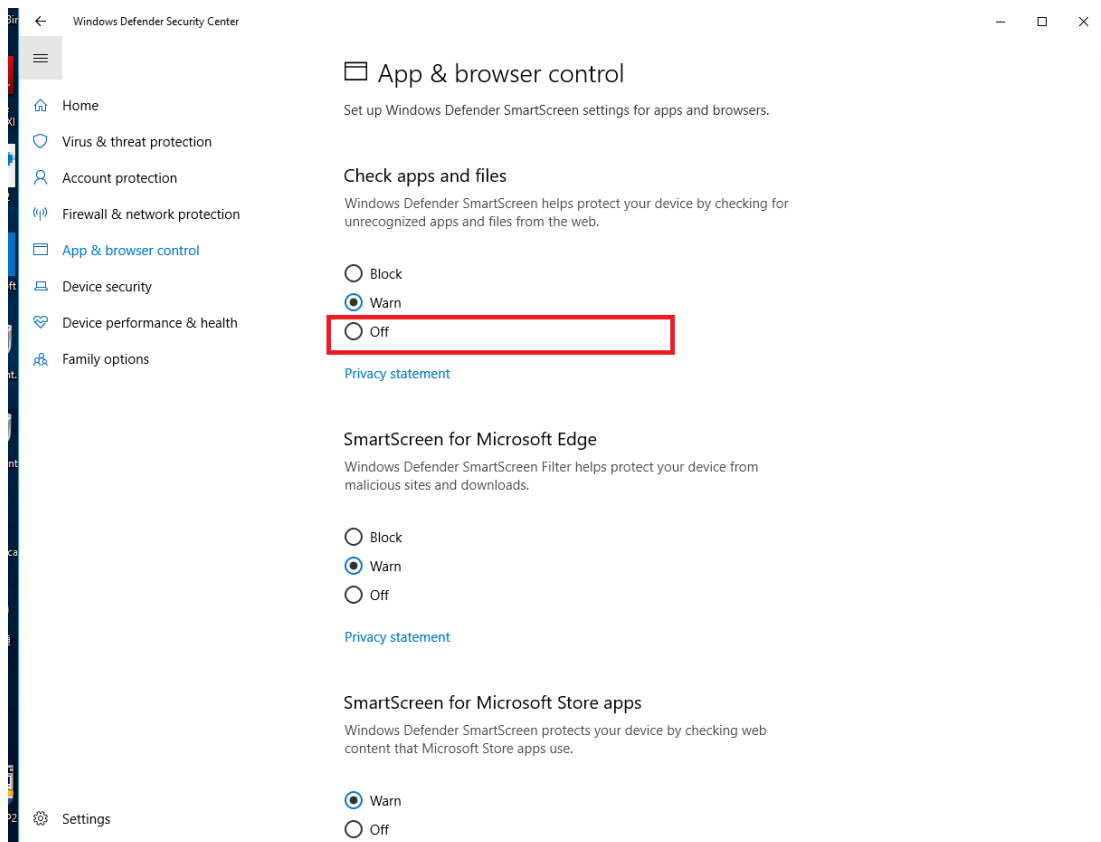 Windows Defender Security Center
Home
Virus & threat protection
Account protection
Firewall & network protection
App & browser control
Device security
Device performance & health
Family options
Settings
App & browser control
Set up Windows Defender SmartScreen settings for apps and browsers.
Check apps and files
Windows Defender SmartScreen helps protect your device by checking for
unrecognized apps and files from the web.
Block
Warn
Off
Privacy statement
SmartScreen for Microsoft Edge
Windows Defender SmartScreen Filter helps protect your device from
malicious sites and downloads.
Block
Warn
Off
Privacy statement
SmartScreen for Microsoft Store apps
Windows Defender SmartScreen protects your device by checking web
content that Microsoft Store apps use.
Warn
Off